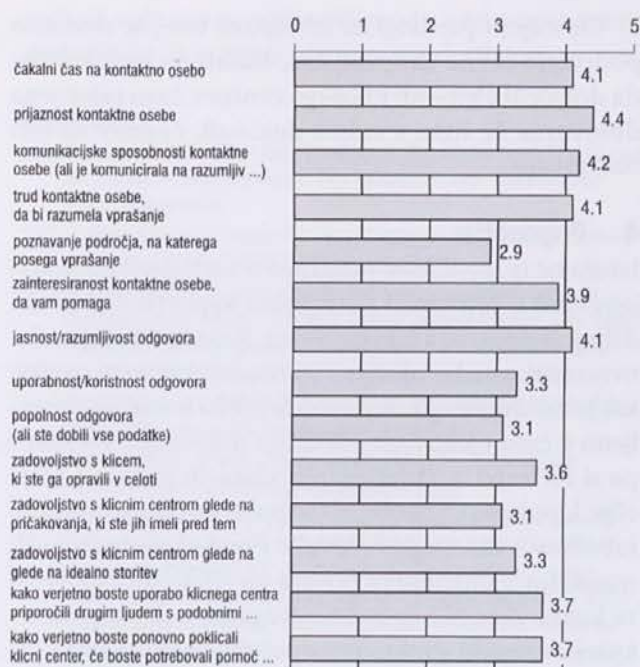 0 1 2 3 4 5
čakalni čas na kontaktno osebo 4.1
prijaznost kontaktne osebe 4.4
komunikacijske sposobnosti kontaktne
osebe (ali je komunicirala na razumljiv ...) 4.2
trud kontaktne osebe,
da bi razumela vprašanje 4.1
poznavanje področja, na katerega
posega vprašanje 2.9
zainteresiranost kontaktne osebe,
da vam pomaga 3.9
jasnost/razumljivost odgovora 4.1
uporabnost/koristnost odgovora 3.3
popolnost odgovora
(ali ste dobili vse podatke) 3.1
zadovoljstvo s klicem,
ki ste ga opravili v celoti 3.6
zadovoljstvo s klicnim centrom glede na
pričakovanja, ki ste jih imeli pred tem 3.1
zadovoljstvo s klicnim centrom glede na
glede na idealno storitev 3.3
kako verjetno boste uporabo klicnega centra
priporočili drugim ljudem s podobnimi ... 3.7
kako verjetno boste ponovno poklicali
klicni center, če boste potrebovali pomoč ... 3.7